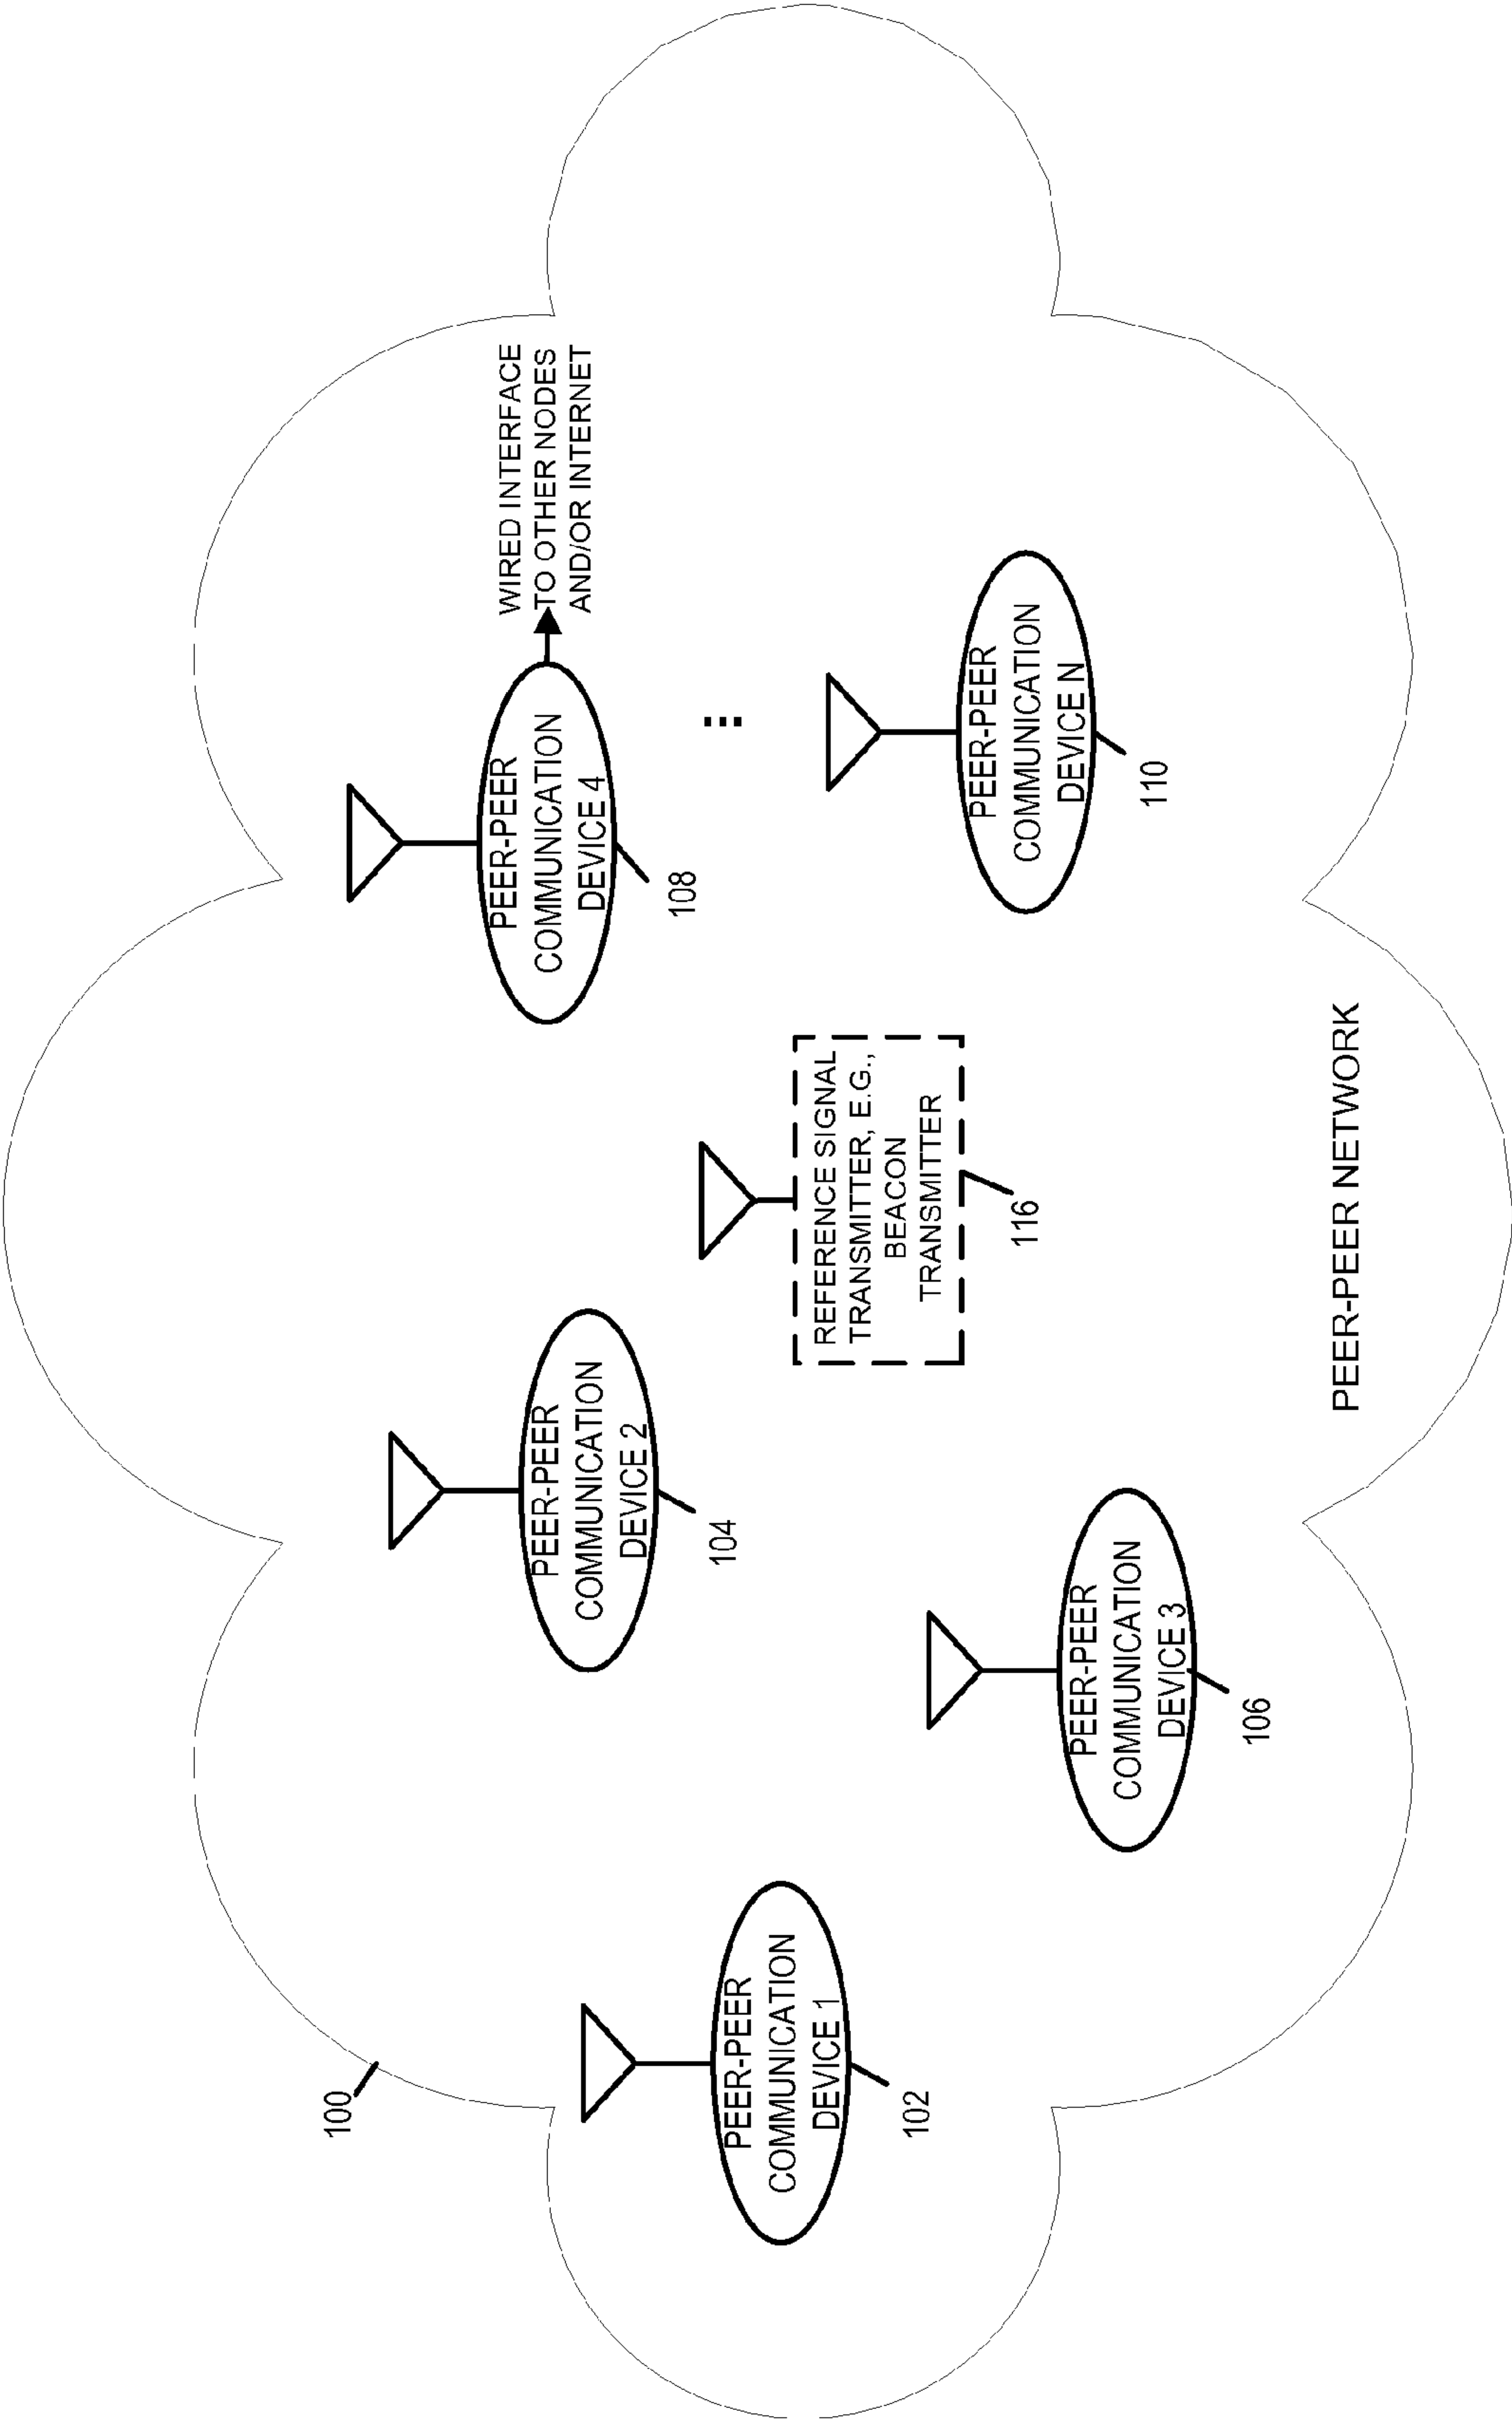 100
PEER-PEER
COMMUNICATION
DEVICE 1
102
PEER-PEER
COMMUNICATION
DEVICE 2
104
PEER-PEER
COMMUNICATION
DEVICE 3
106
REFERENCE SIGNAL
TRANSMITTER, E.G.,
BEACON
TRANSMITTER
116
PEER-PEER
COMMUNICATION
DEVICE 4
108
WIRED INTERFACE
TO OTHER NODES
AND/OR INTERNET
...
PEER-PEER
COMMUNICATION
DEVICE N
110
PEER-PEER NETWORK